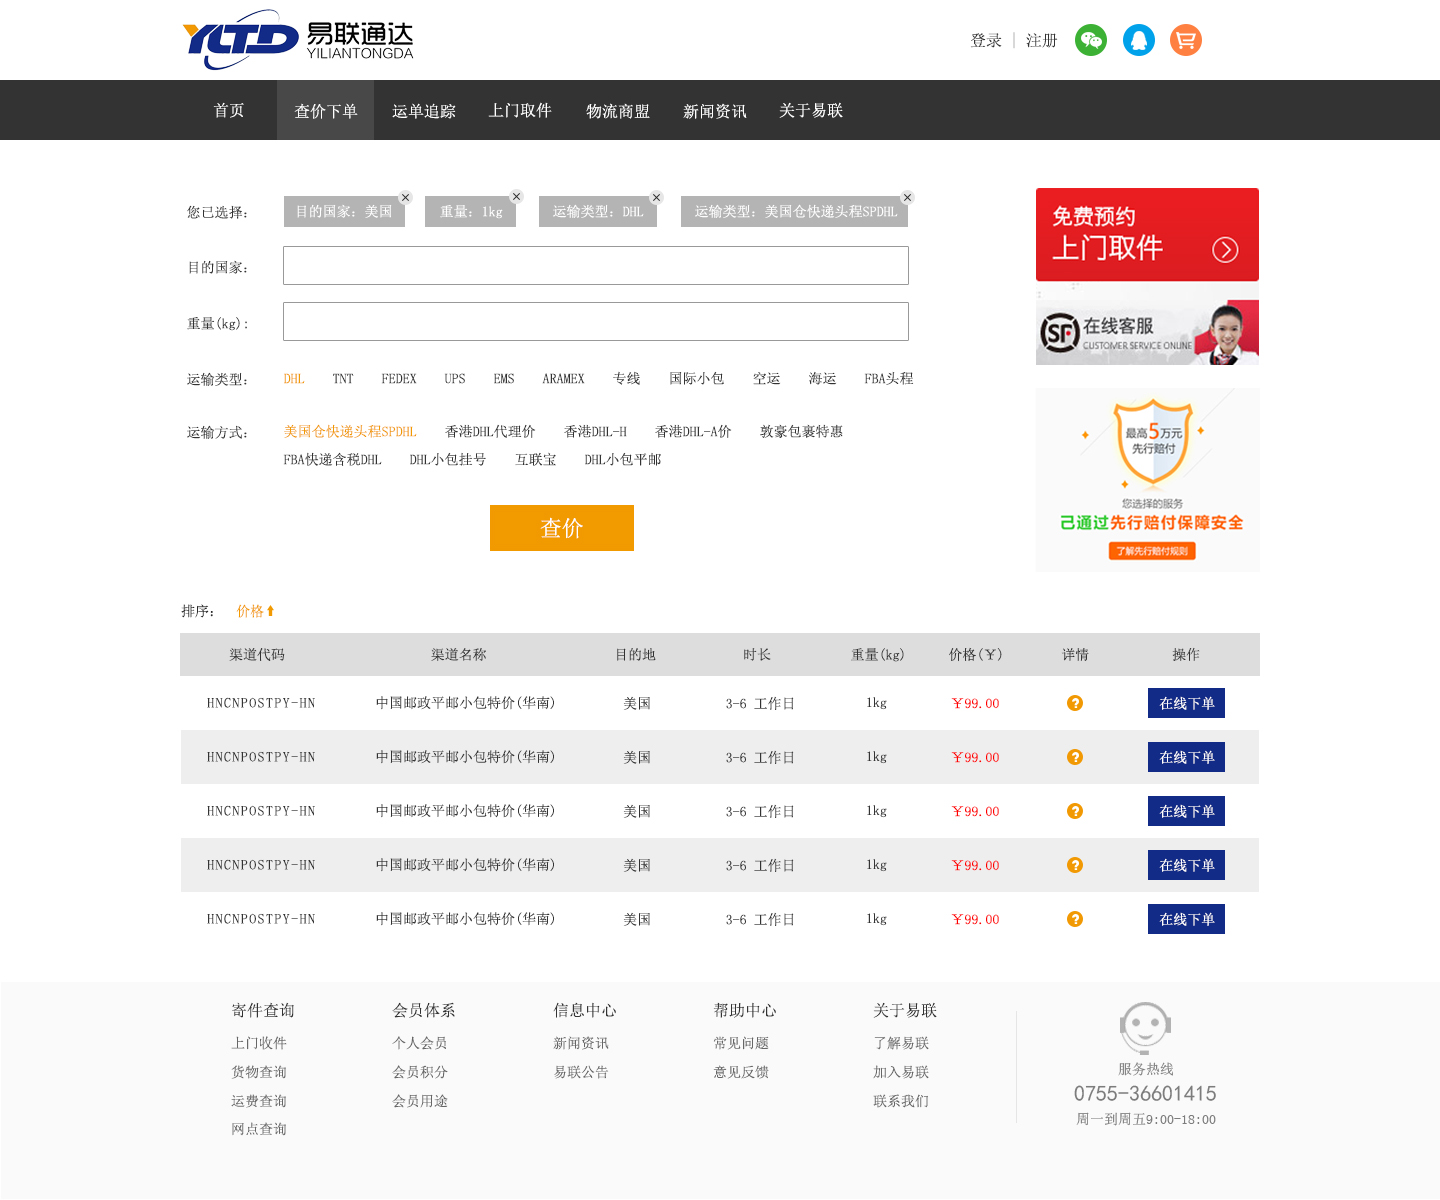 YLTD 易联通达
YILIANTONGDA
登录 | 注册
首页 查价下单 运单追踪 上门取件 物流商盟 新闻资讯 关于易联
您已选择： 目的国家：美国 重量：1kg 运输类型：DHL 运输类型：美国仓快递头程SPDHL
目的国家：
重量(kg)：
运输类型： DHL TNT FEDEX UPS EMS ARAMEX 专线 国际小包 空运 海运 FBA头程
运输方式： 美国仓快递头程SPDHL 香港DHL代理价 香港DHL-H 香港DHL-A价 敦豪包裹特惠
FBA快递含税DHL DHL小包挂号 互联宝 DHL小包平邮
查价
免费预约
上门取件
SF 在线客服
CUSTOMER SERVICE ONLINE
最高5万元
先行赔付
您选择的服务
己通过先行赔付保障安全
了解先行赔付规则
排序： 价格
渠道代码 渠道名称 目的地 时长 重量(kg) 价格(￥) 详情 操作
HNCNPOSTPY-HN 中国邮政平邮小包特价(华南) 美国 3-6 工作日 1kg ￥99.00 ? 在线下单
HNCNPOSTPY-HN 中国邮政平邮小包特价(华南) 美国 3-6 工作日 1kg ￥99.00 ? 在线下单
HNCNPOSTPY-HN 中国邮政平邮小包特价(华南) 美国 3-6 工作日 1kg ￥99.00 ? 在线下单
HNCNPOSTPY-HN 中国邮政平邮小包特价(华南) 美国 3-6 工作日 1kg ￥99.00 ? 在线下单
HNCNPOSTPY-HN 中国邮政平邮小包特价(华南) 美国 3-6 工作日 1kg ￥99.00 ? 在线下单
寄件查询 会员体系 信息中心 帮助中心 关于易联
上门收件 个人会员 新闻资讯 常见问题 了解易联
货物查询 会员积分 易联公告 意见反馈 加入易联
运费查询 会员用途 联系我们
网点查询
服务热线
0755-36601415
周一到周五9:00-18:00